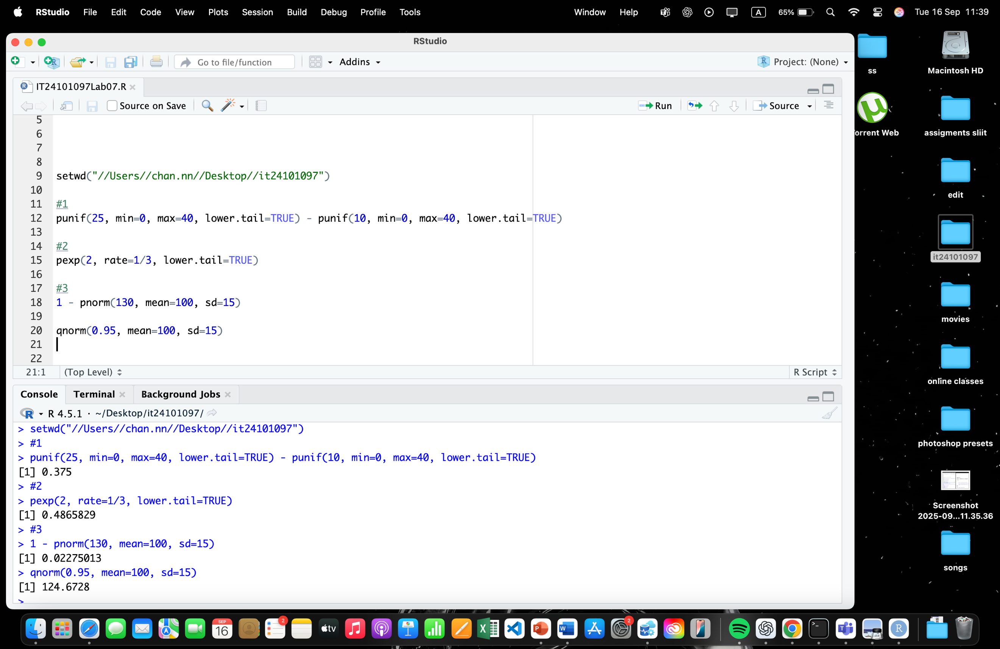 RStudio File Edit Code View Plots Session Build Debug Profile Tools Window Help A 65% Tue 16 Sep 11:39
RStudio
Go to file/function Addins Project: (None)
IT24101097Lab07.R
Source on Save Run Source
5
6
7
8
9 setwd("//Users//chan.nn//Desktop//it24101097")
10
11 #1
12 punif(25, min=0, max=40, lower.tail=TRUE) - punif(10, min=0, max=40, lower.tail=TRUE)
13
14 #2
15 pexp(2, rate=1/3, lower.tail=TRUE)
16
17 #3
18 1 - pnorm(130, mean=100, sd=15)
19
20 qnorm(0.95, mean=100, sd=15)
21
22
21:1 (Top Level) R Script
Console Terminal Background Jobs
R 4.5.1 · ~/Desktop/it24101097/
> setwd("//Users//chan.nn//Desktop//it24101097")
> #1
> punif(25, min=0, max=40, lower.tail=TRUE) - punif(10, min=0, max=40, lower.tail=TRUE)
[1] 0.375
> #2
> pexp(2, rate=1/3, lower.tail=TRUE)
[1] 0.4865829
> #3
> 1 - pnorm(130, mean=100, sd=15)
[1] 0.02275013
> qnorm(0.95, mean=100, sd=15)
[1] 124.6728
>
ss
Macintosh HD
orrent Web
assigments sliit
edit
it24101097
movies
online classes
photoshop presets
Screenshot
2025-09...11.35.36
songs
SEP
16
2
tv
2